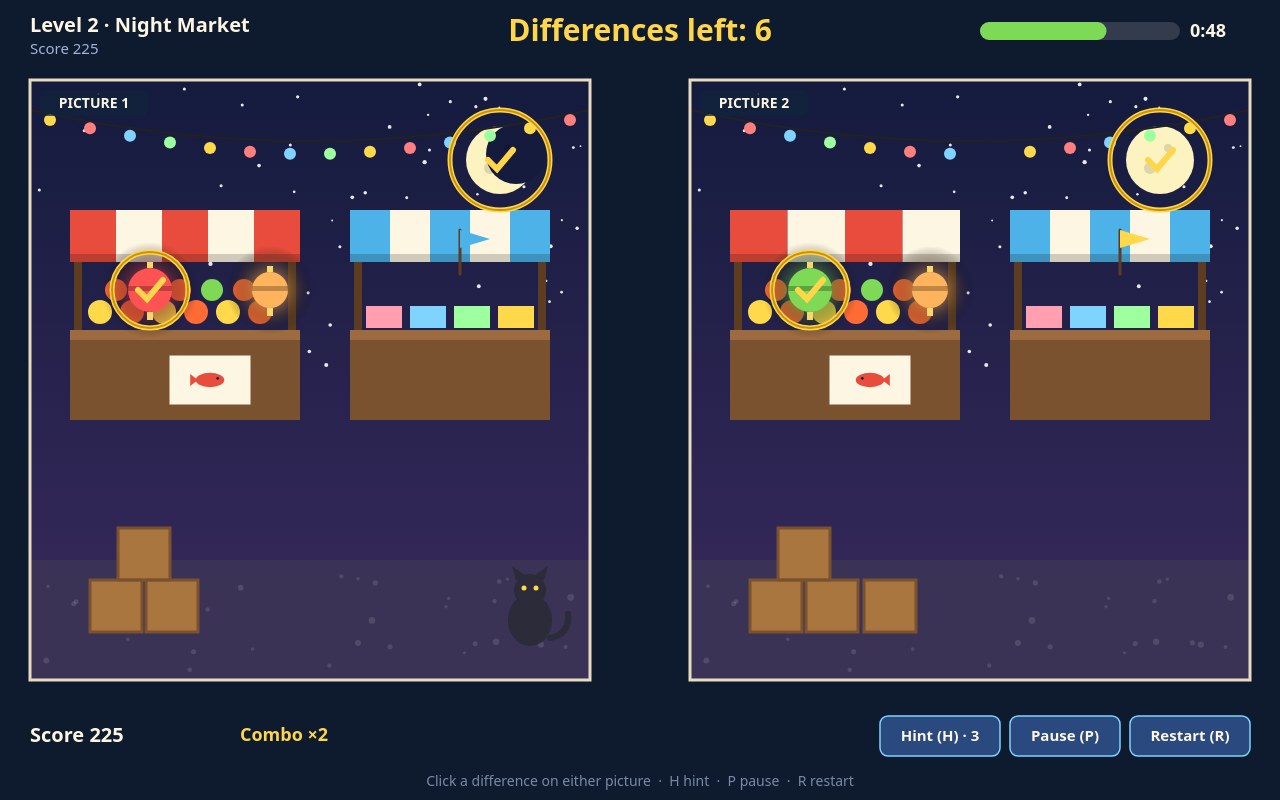 Level 2 · Night Market
Score 225
Differences left: 6
0:48
PICTURE 1
PICTURE 2
Score 225
Combo ×2
Hint (H) · 3
Pause (P)
Restart (R)
Click a difference on either picture · H hint · P pause · R restart